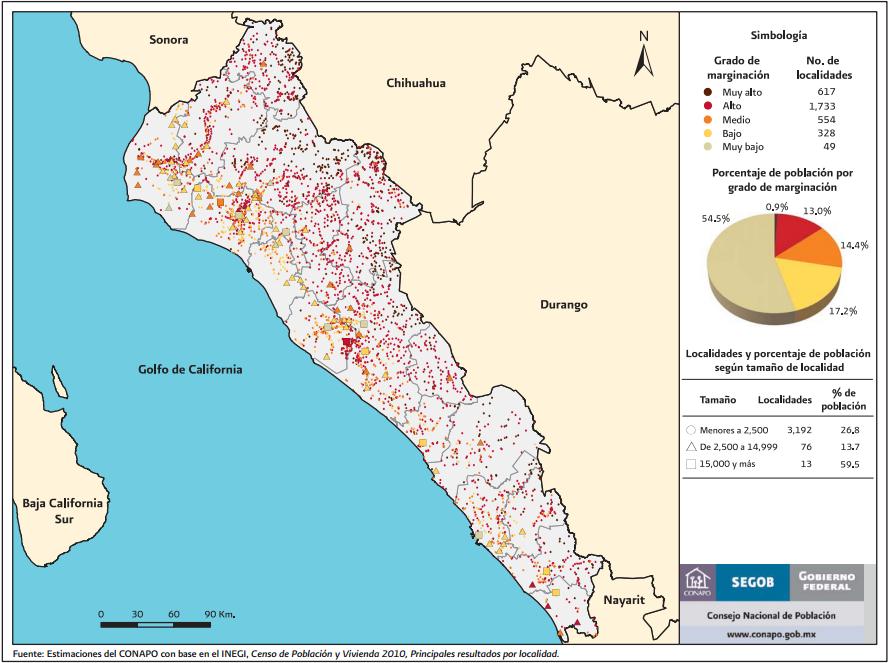 Sonora
Chihuahua
N
Durango
Golfo de California
Baja California
Sur
Nayarit
0 30 60 90 Km.
Simbología
Grado de No. de
marginación localidades
Muy alto 617
Alto 1,733
Medio 554
Bajo 328
Muy bajo 49
Porcentaje de población por
grado de marginación
0.9%
13.0%
54.5%
14.4%
17.2%
Localidades y porcentaje de población
según tamaño de localidad
Tamaño Localidades % de
población
Menores a 2,500 3,192 26.8
De 2,500 a 14,999 76 13.7
15,000 y más 13 59.5
CONAPO
SEGOB
GOBIERNO
FEDERAL
Consejo Nacional de Población
www.conapo.gob.mx
Fuente: Estimaciones del CONAPO con base en el INEGI, Censo de Población y Vivienda 2010, Principales resultados por localidad.